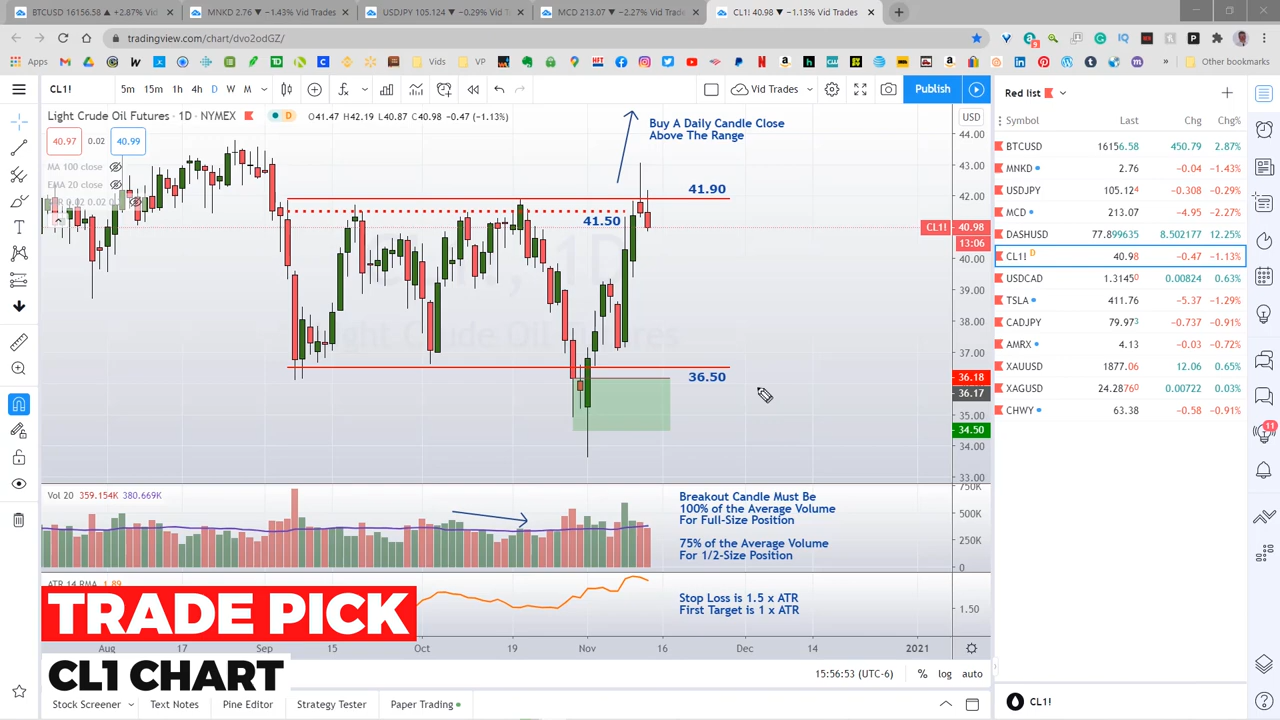 BTCUSD 16156.58 ▲ +2.87% Vid Trades ×
MNKD 2.76 ▼ −1.43% Vid Trades ×
USDJPY 105.124 ▼ −0.29% Vid Trades ×
MCD 213.07 ▼ −2.27% Vid Trades ×
CL1! 40.98 ▼ −1.13% Vid Trades ×
tradingview.com/chart/dvo2odGZ/
Apps Vids VP Other bookmarks
CL1! 5m 15m 1h 4h D W M Vid Trades Publish
Light Crude Oil Futures · 1D · NYMEX D O41.47 H42.19 L40.87 C40.98 −0.47 (−1.13%)
40.97 0.02 40.99
MA 100 close
EMA 20 close
Buy A Daily Candle Close
Above The Range
41.90
41.50
36.50
USD
44.00
43.00
42.00
CL1! 40.98
13:06
40.00
39.00
38.00
37.00
36.18
36.17
35.00
34.50
33.00
Light Crude Oil Futures
Vol 20 359.154K 380.669K
Breakout Candle Must Be
100% of the Average Volume
For Full-Size Position
75% of the Average Volume
For 1/2-Size Position
750K
500K
250K
0
ATR 14 RMA 1.89
Stop Loss is 1.5 x ATR
First Target is 1 x ATR
1.50
TRADE PICK
CL1 CHART
Aug 17 Sep 15 Oct 19 Nov 16 Dec 14 2021
15:56:53 (UTC-6) % log auto
Stock Screener Text Notes Pine Editor Strategy Tester Paper Trading
Red list
Symbol Last Chg Chg%
BTCUSD 16156.58 450.79 2.87%
MNKD 2.76 −0.04 −1.43%
USDJPY 105.124 −0.308 −0.29%
MCD 213.07 −4.95 −2.27%
DASHUSD 77.899635 8.502177 12.25%
CL1! D 40.98 −0.47 −1.13%
USDCAD 1.31450 0.00824 0.63%
TSLA 411.76 −5.37 −1.29%
CADJPY 79.973 −0.737 −0.91%
AMRX 4.13 −0.03 −0.72%
XAUUSD 1877.06 12.06 0.65%
XAGUSD 24.2876 0.00722 0.03%
CHWY 63.38 −0.58 −0.91%
11
CL1!